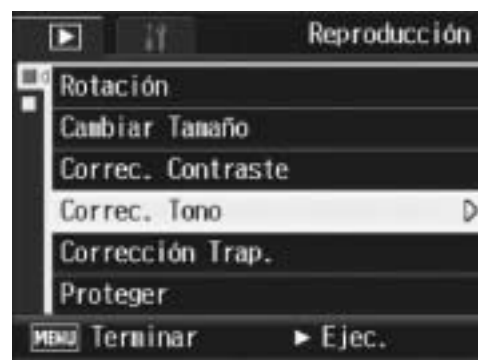 Reproducción
Rotación
Cambiar Tamaño
Correc. Contraste
Correc. Tono
Corrección Trap.
Proteger
MENU Terminar ► Ejec.